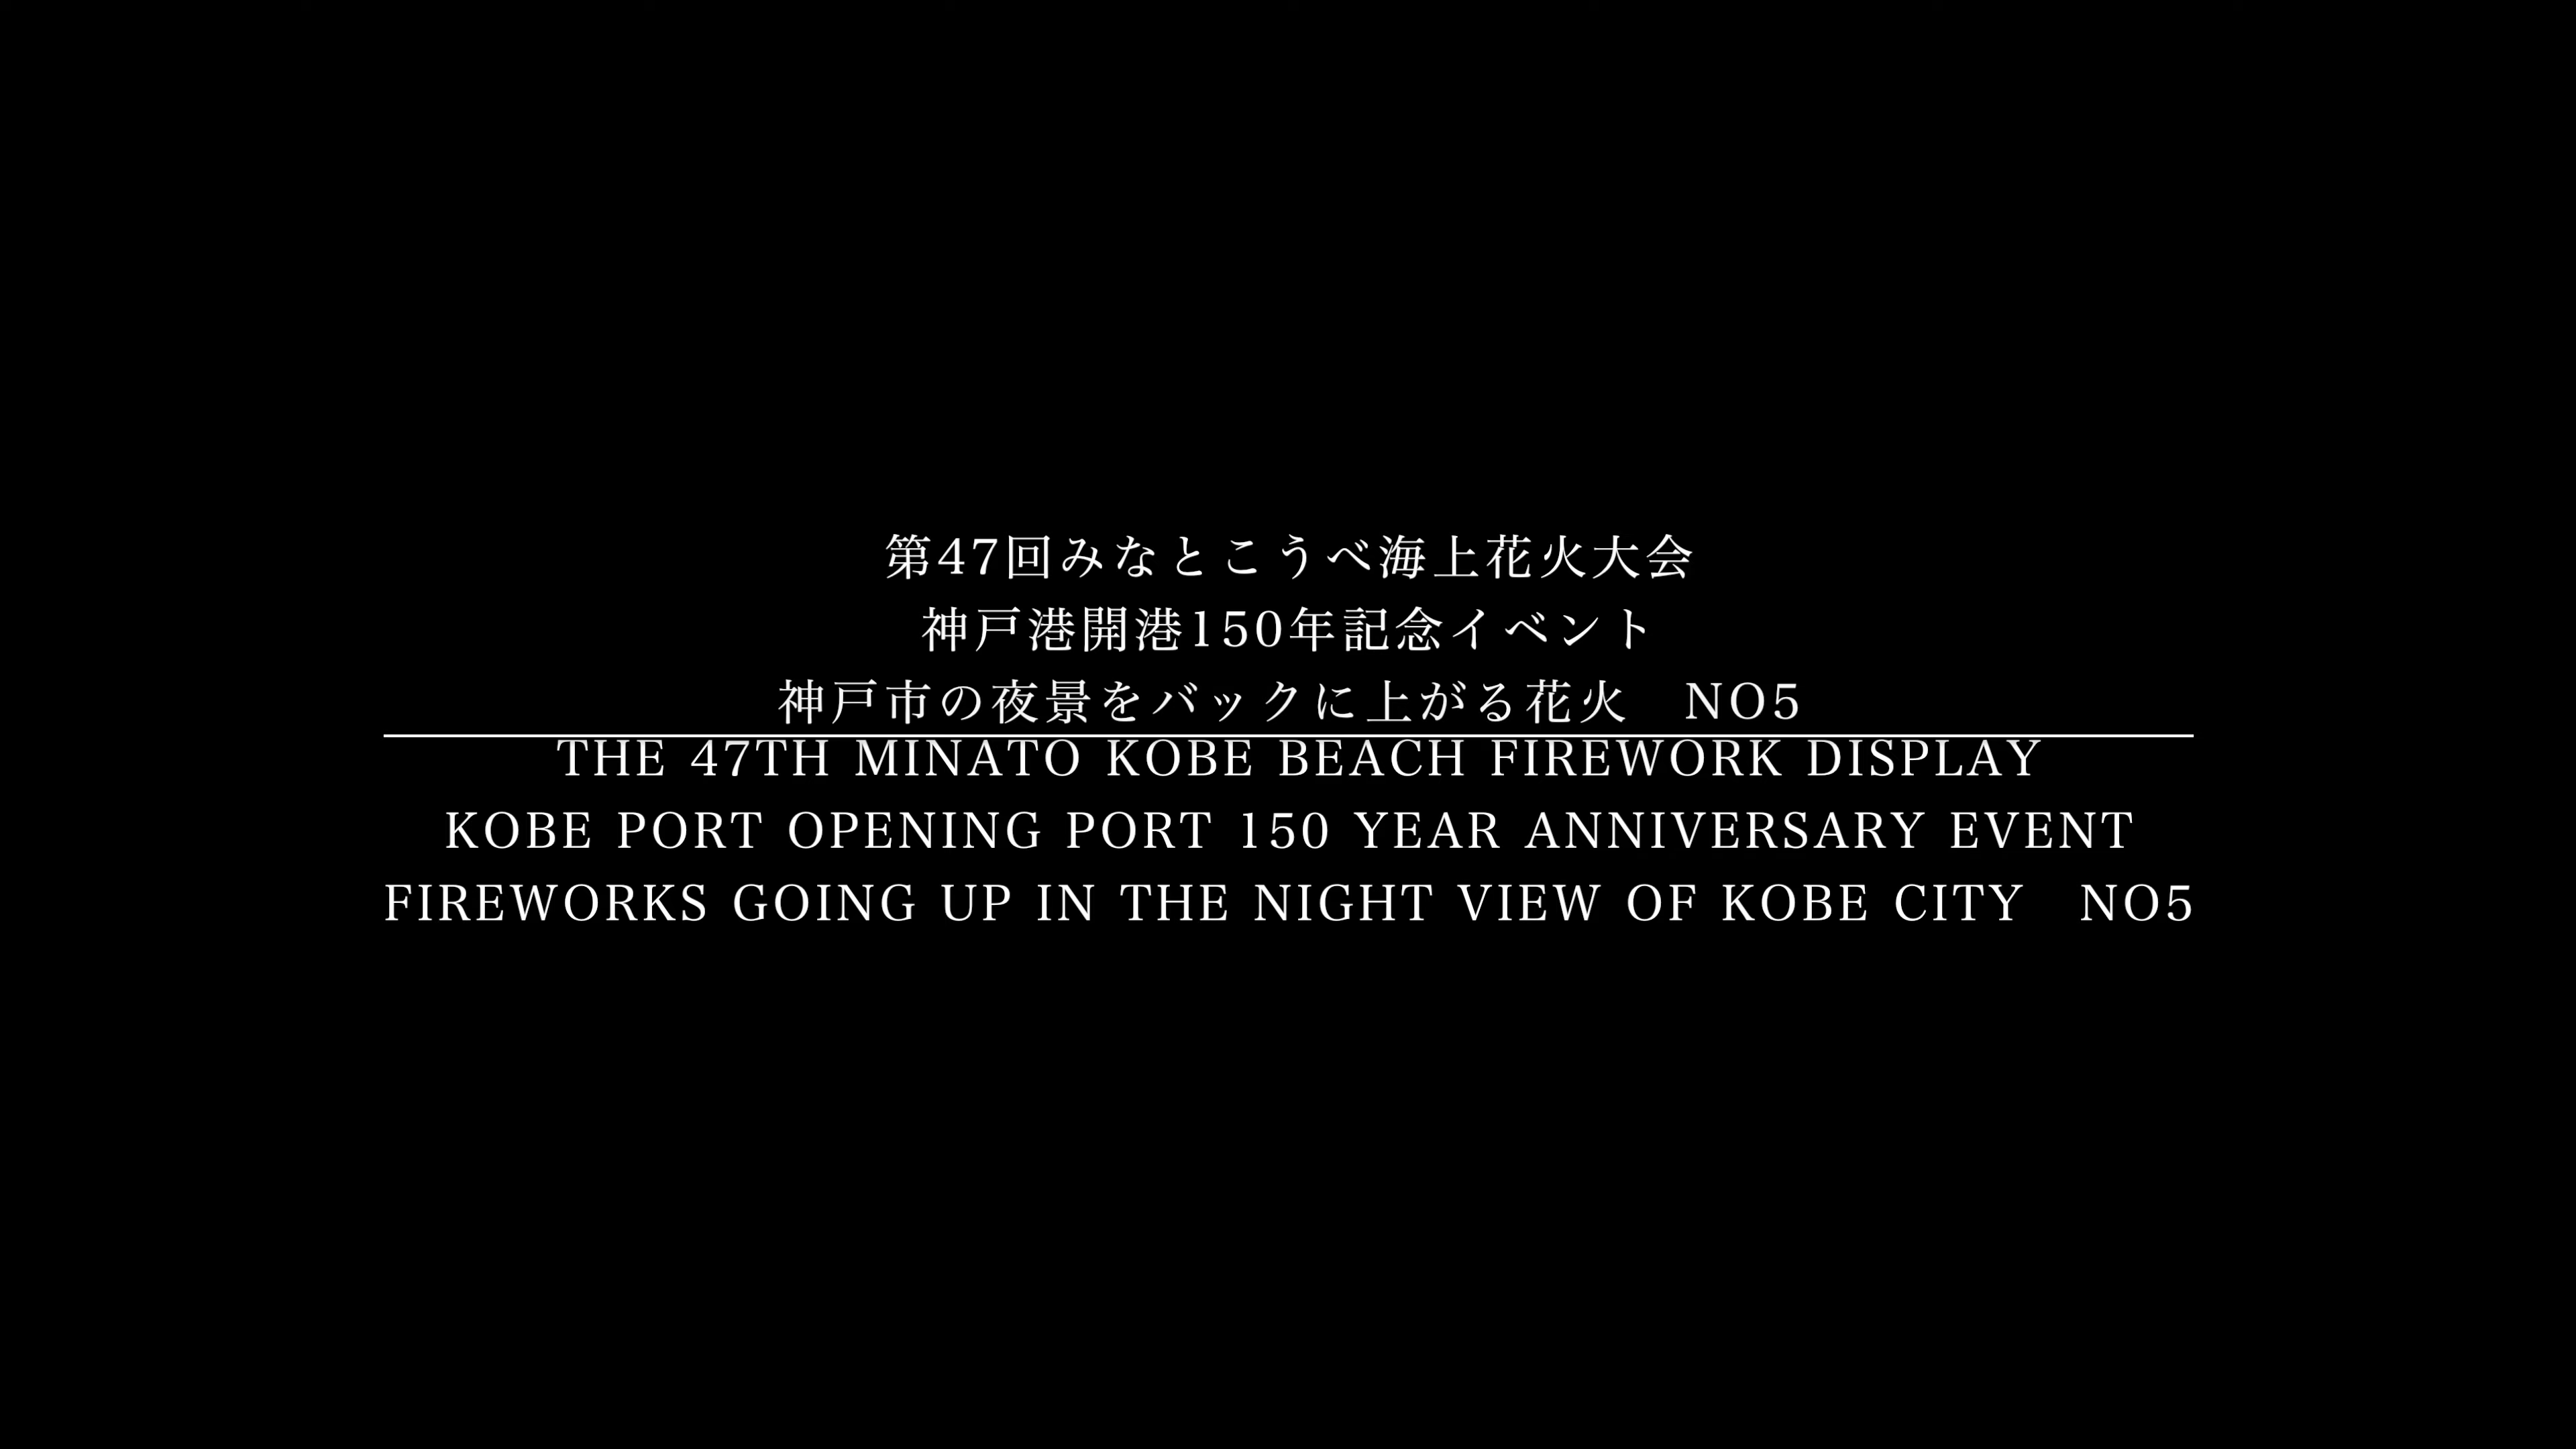 第47回みなとこうべ海上花火大会
神戸港開港150年記念イベント
神戸市の夜景をバックに上がる花火　NO5
THE 47TH MINATO KOBE BEACH FIREWORK DISPLAY
KOBE PORT OPENING PORT 150 YEAR ANNIVERSARY EVENT
FIREWORKS GOING UP IN THE NIGHT VIEW OF KOBE CITY　NO5